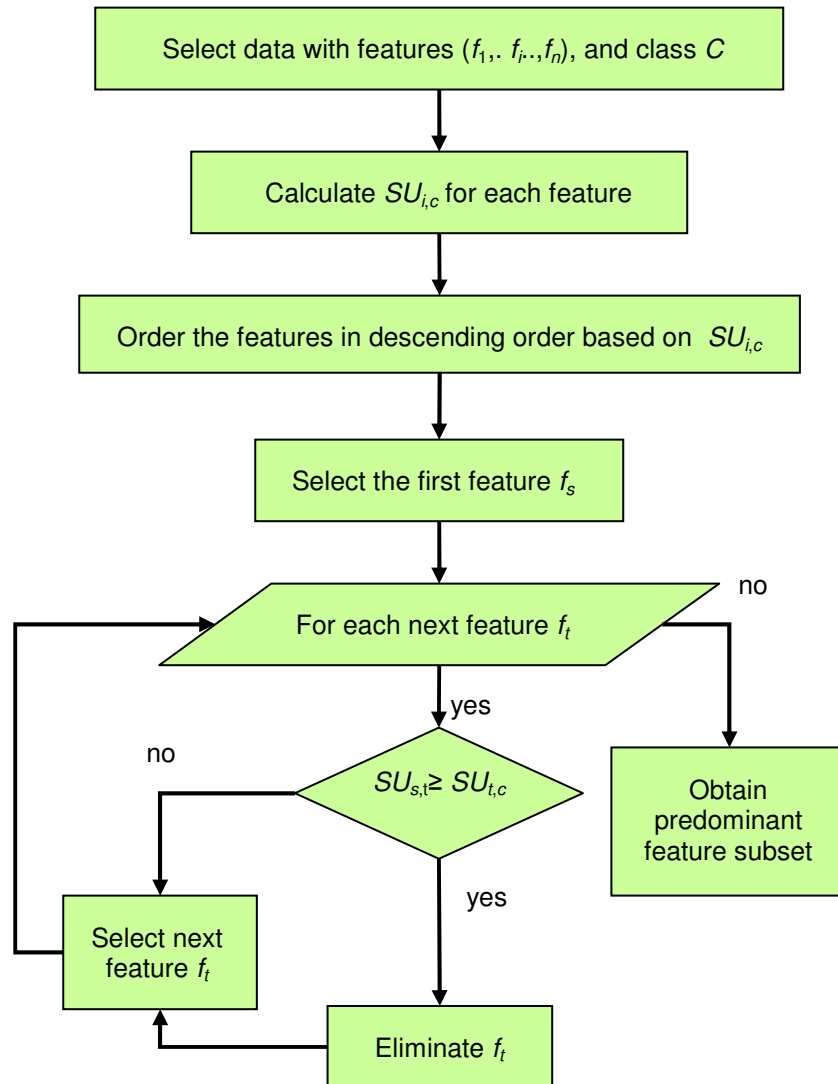 Select data with features (f₁,. fᵢ..,fₙ), and class C
Calculate SUᵢ,c for each feature
Order the features in descending order based on SUᵢ,c
Select the first feature fₛ
For each next feature fₜ
no
yes
no
SUₛ,ₜ≥ SUₜ,c
Obtain
predominant
feature subset
yes
Select next
feature fₜ
Eliminate fₜ